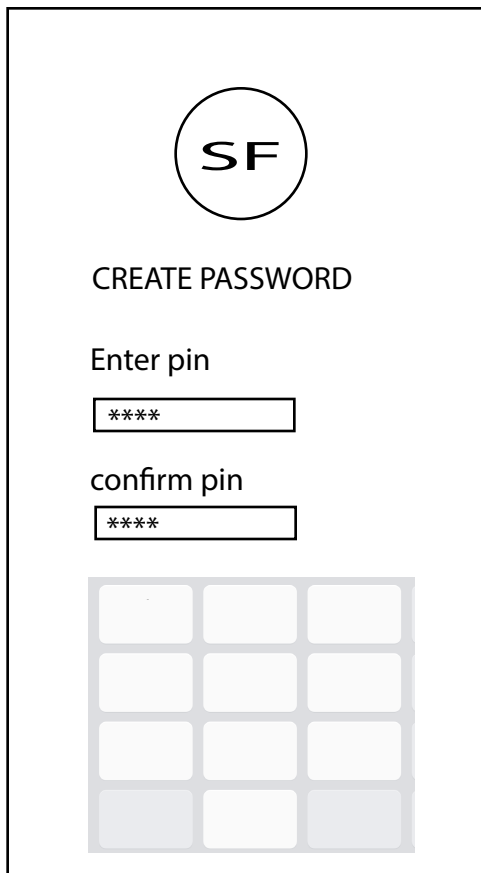 SF
CREATE PASSWORD
Enter pin
****
confirm pin
****